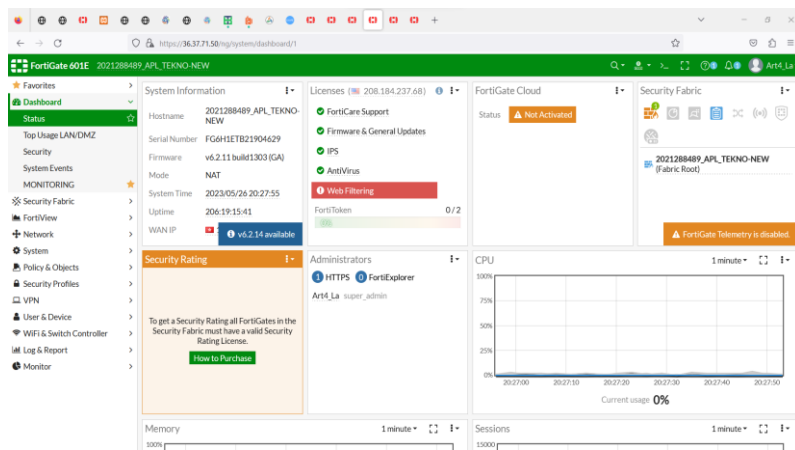 https://36.37.71.50/ng/system/dashboard/1
FortiGate 601E 2021288489_APL_TEKNO-NEW
Art4_La
Favorites
Dashboard
Status
Top Usage LAN/DMZ
Security
System Events
MONITORING
Security Fabric
FortiView
Network
System
Policy & Objects
Security Profiles
VPN
User & Device
WiFi & Switch Controller
Log & Report
Monitor
System Information
Hostname 2021288489_APL_TEKNO-
NEW
Serial Number FG6H1ETB21904629
Firmware v6.2.11 build1303 (GA)
Mode NAT
System Time 2023/05/26 20:27:55
Uptime 206:19:15:41
WAN IP
v6.2.14 available
Licenses (208.184.237.68)
FortiCare Support
Firmware & General Updates
IPS
AntiVirus
Web Filtering
FortiToken 0/2
0%
FortiGate Cloud
Status Not Activated
Security Fabric
2021288489_APL_TEKNO-NEW
(Fabric Root)
FortiGate Telemetry is disabled.
Security Rating
To get a Security Rating all FortiGates in the
Security Fabric must have a valid Security
Rating License.
How to Purchase
Administrators
1 HTTPS 0 FortiExplorer
Art4_La super_admin
CPU 1 minute
100%
75%
50%
25%
0%
20:27:00 20:27:10 20:27:20 20:27:30 20:27:40 20:27:50
Current usage 0%
Memory 1 minute
100%
Sessions 1 minute
15000